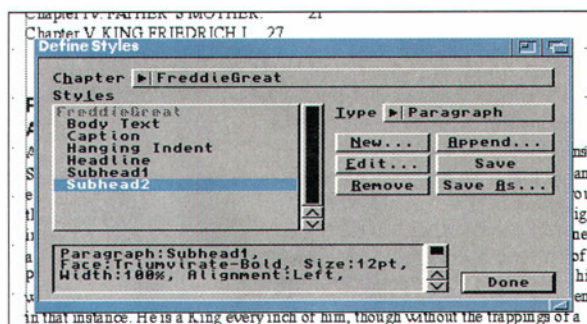 Chapter IV. FATHER'S MOTHER. 21
Chapter V. KING FRIEDRICH I. 27
Define Styles
Chapter FreddieGreat
Styles
FreddieGreat
Body Text
Caption
Hanging Indent
Headline
Subhead1
Subhead2
Type Paragraph
New... Append...
Edit... Save
Remove Save As...
Paragraph:Subhead1,
Face:Triumvirate-Bold, Size:12pt,
Width:100%, Alignment:Left,
Done
in that instance. He is a King every inch of him, though without the trappings of a